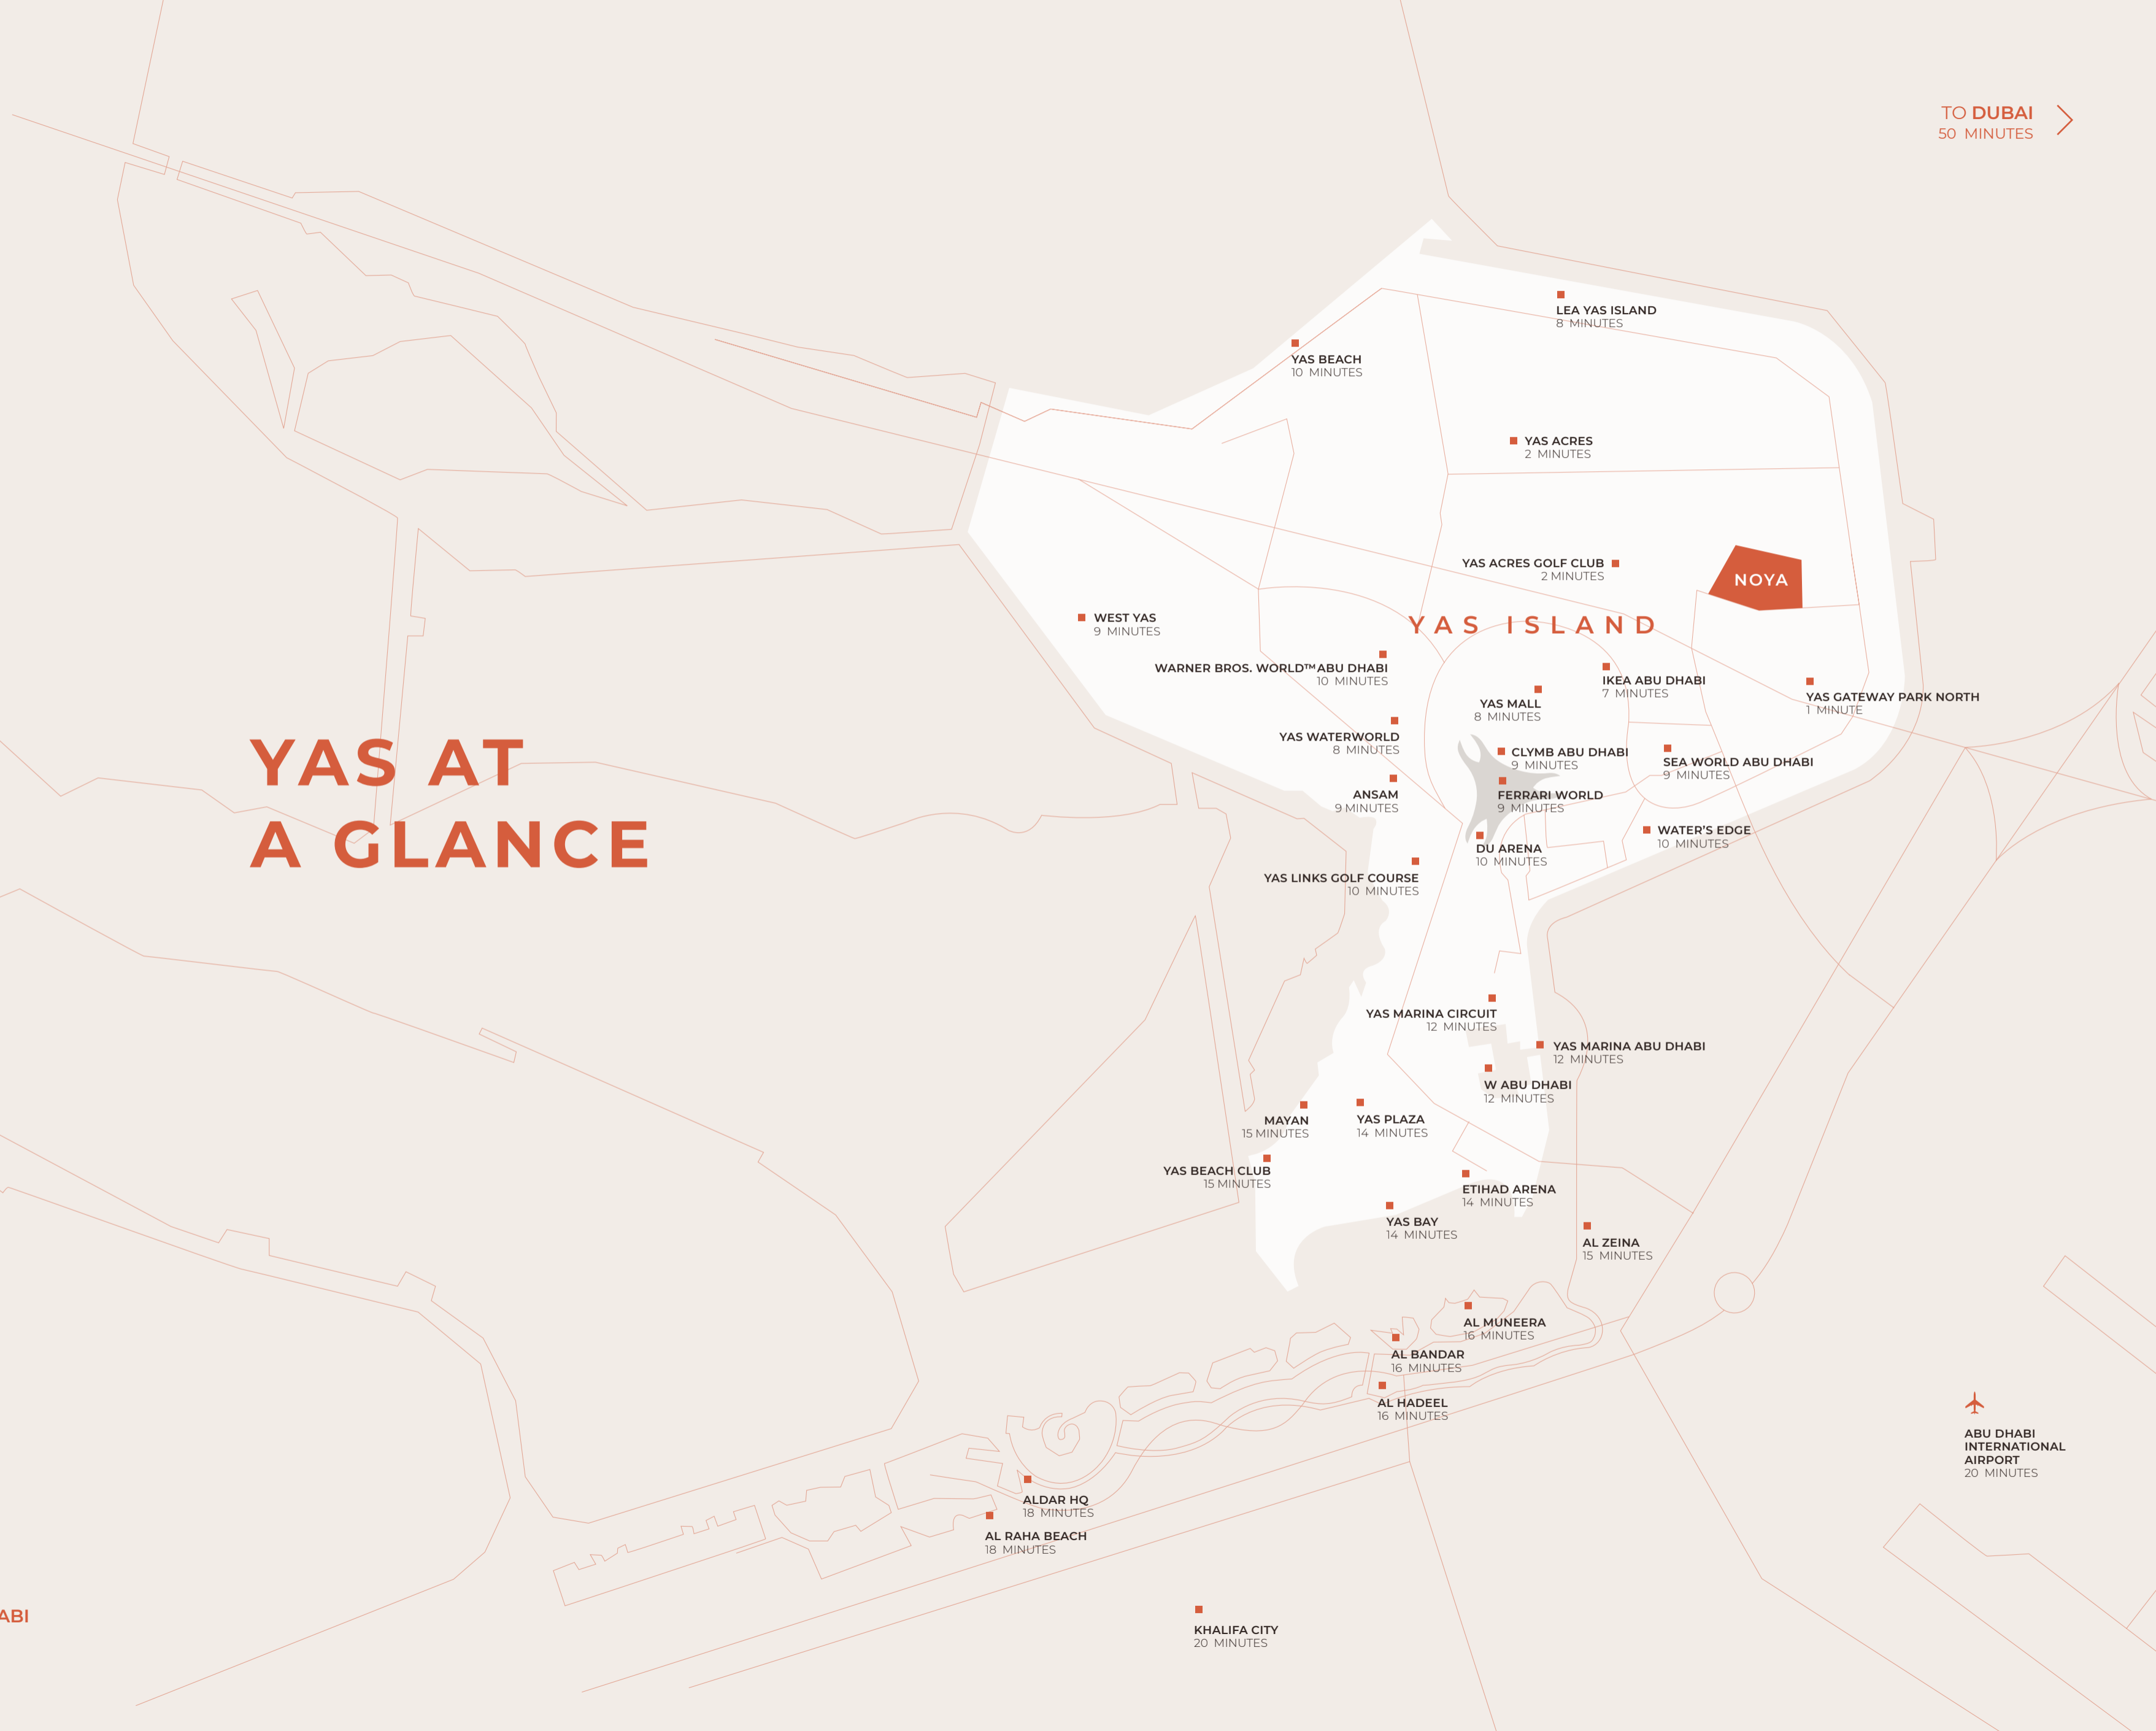 TO DUBAI
50 MINUTES
LEA YAS ISLAND
8 MINUTES
YAS BEACH
10 MINUTES
YAS ACRES
2 MINUTES
YAS ACRES GOLF CLUB
2 MINUTES
NOYA
WEST YAS
9 MINUTES
YAS ISLAND
WARNER BROS. WORLD™ABU DHABI
10 MINUTES
IKEA ABU DHABI
7 MINUTES
YAS GATEWAY PARK NORTH
1 MINUTE
YAS MALL
8 MINUTES
YAS WATERWORLD
8 MINUTES
CLYMB ABU DHABI
9 MINUTES
SEA WORLD ABU DHABI
9 MINUTES
YAS AT
A GLANCE
ANSAM
9 MINUTES
FERRARI WORLD
9 MINUTES
WATER'S EDGE
10 MINUTES
DU ARENA
10 MINUTES
YAS LINKS GOLF COURSE
10 MINUTES
YAS MARINA CIRCUIT
12 MINUTES
YAS MARINA ABU DHABI
12 MINUTES
W ABU DHABI
12 MINUTES
MAYAN
15 MINUTES
YAS PLAZA
14 MINUTES
YAS BEACH CLUB
15 MINUTES
ETIHAD ARENA
14 MINUTES
YAS BAY
14 MINUTES
AL ZEINA
15 MINUTES
AL MUNEERA
16 MINUTES
AL BANDAR
16 MINUTES
AL HADEEL
16 MINUTES
ABU DHABI
INTERNATIONAL
AIRPORT
20 MINUTES
ALDAR HQ
18 MINUTES
AL RAHA BEACH
18 MINUTES
ABI
KHALIFA CITY
20 MINUTES